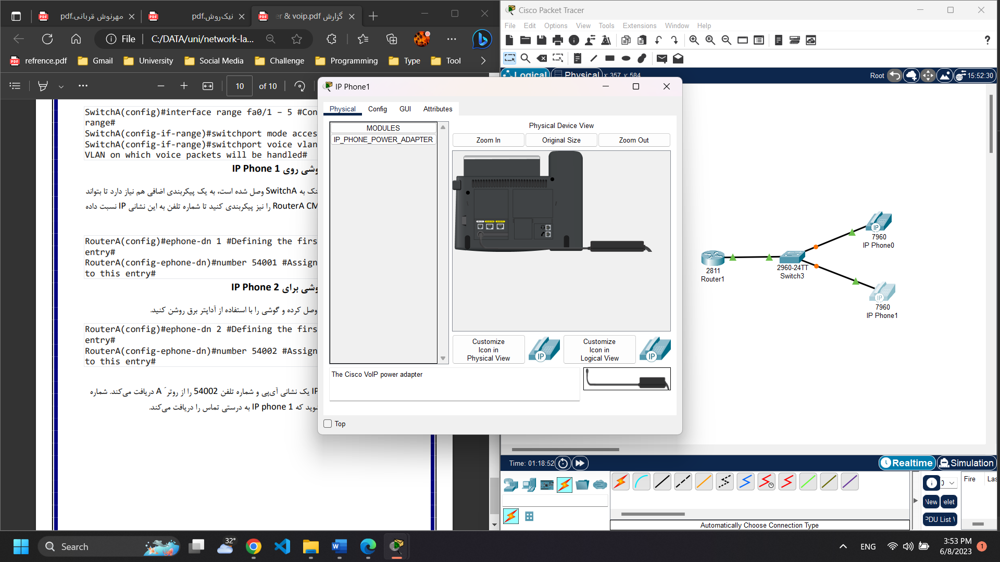 مهرنوش قربانی.pdf
نیک‌روش.pdf
گزارش er & voip.pdf
File
C:/DATA/uni/network-la...
refrence.pdf
Gmail
University
Social Media
Challenge
Programming
Type
Tool
10
of 10
SwitchA(config)#interface range fa0/1 – 5 #Con
range#
SwitchA(config-if-range)#switchport mode acces
SwitchA(config-if-range)#switchport voice vlan
VLAN on which voice packets will be handled#
وشی روی IP Phone 1
نک به SwitchA وصل شده است، به یک پیکربندی اضافی هم نیاز دارد تا بتواند
RouterA CM را نیز پیکربندی کنید تا شماره تلفن به این نشانی IP نسبت داده
RouterA(config)#ephone-dn 1 #Defining the firs
entry#
RouterA(config-ephone-dn)#number 54001 #Assign
to this entry#
وشی برای IP Phone 2
وصل کرده و گوشی را با استفاده از آداپتر برق روشن کنید.
RouterA(config)#ephone-dn 2 #Defining the firs
entry#
RouterA(config-ephone-dn)#number 54002 #Assign
to this entry#
IP یک نشانی آی‌پی و شماره تلفن 54002 را از روتر A دریافت می‌کند. شماره
وید که IP phone 1 به درستی تماس را دریافت می‌کند.
IP Phone1
Physical
Config
GUI
Attributes
MODULES
IP_PHONE_POWER_ADAPTER
Physical Device View
Zoom In
Original Size
Zoom Out
Customize
Icon in
Physical View
IP
Customize
Icon in
Logical View
IP
The Cisco VoIP power adapter
Top
Cisco Packet Tracer
File
Edit
Options
View
Tools
Extensions
Window
Help
Logical
Physical
x: 357, y: 584
Root
15:52:30
IP
7960
IP Phone0
2811
Router1
2960-24TT
Switch3
IP
7960
IP Phone1
Time: 01:18:52
Realtime
Simulation
Automatically Choose Connection Type
0
New
elet
PDU List
Fire
Las
Search
32°
ENG
3:53 PM
6/8/2023
1